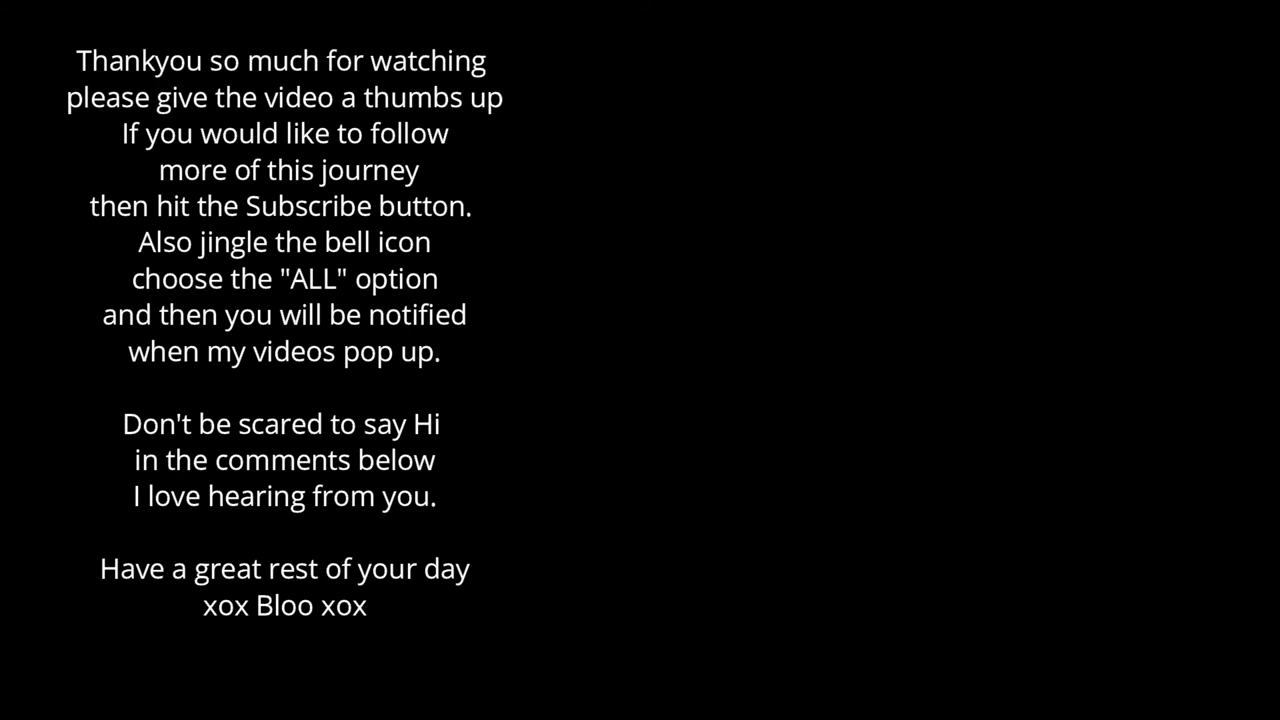 Thankyou so much for watching
please give the video a thumbs up
If you would like to follow
more of this journey
then hit the Subscribe button.
Also jingle the bell icon
choose the "ALL" option
and then you will be notified
when my videos pop up.
Don't be scared to say Hi
in the comments below
I love hearing from you.
Have a great rest of your day
xox Bloo xox